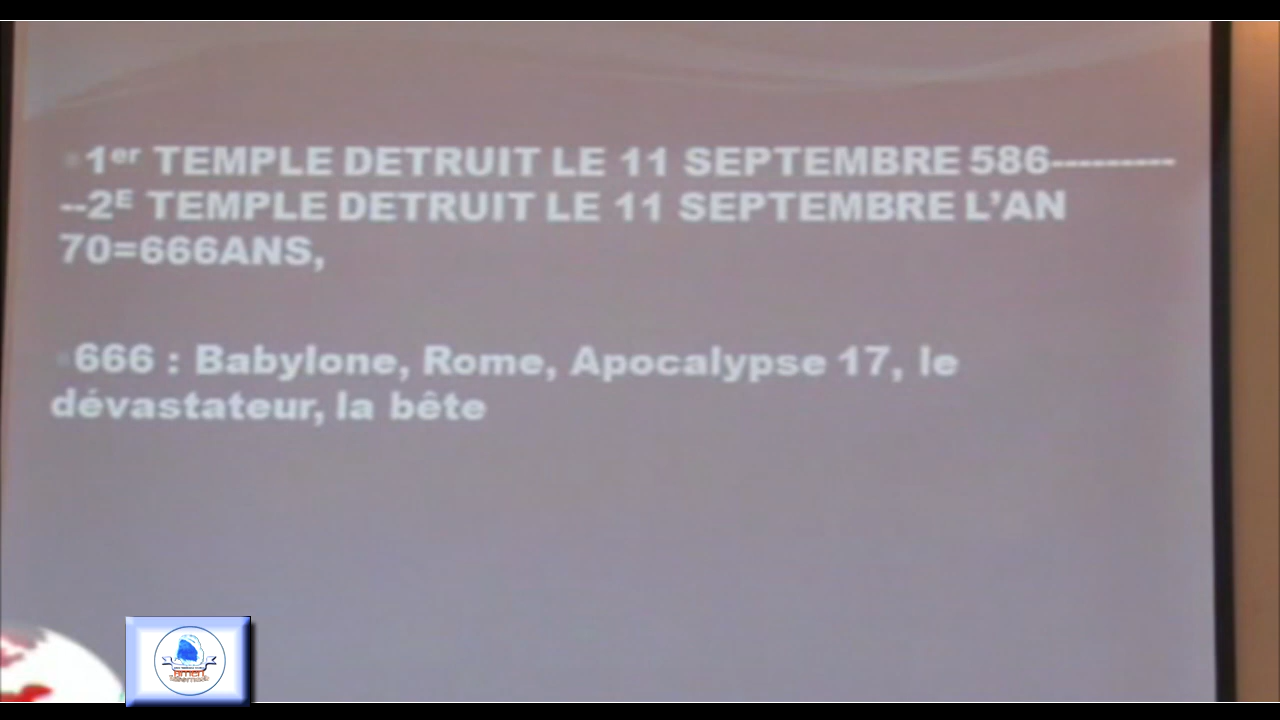 1er TEMPLE DETRUIT LE 11 SEPTEMBRE 586---------
--2E TEMPLE DETRUIT LE 11 SEPTEMBRE L'AN
70=666ANS,
666 : Babylone, Rome, Apocalypse 17, le
dévastateur, la bête